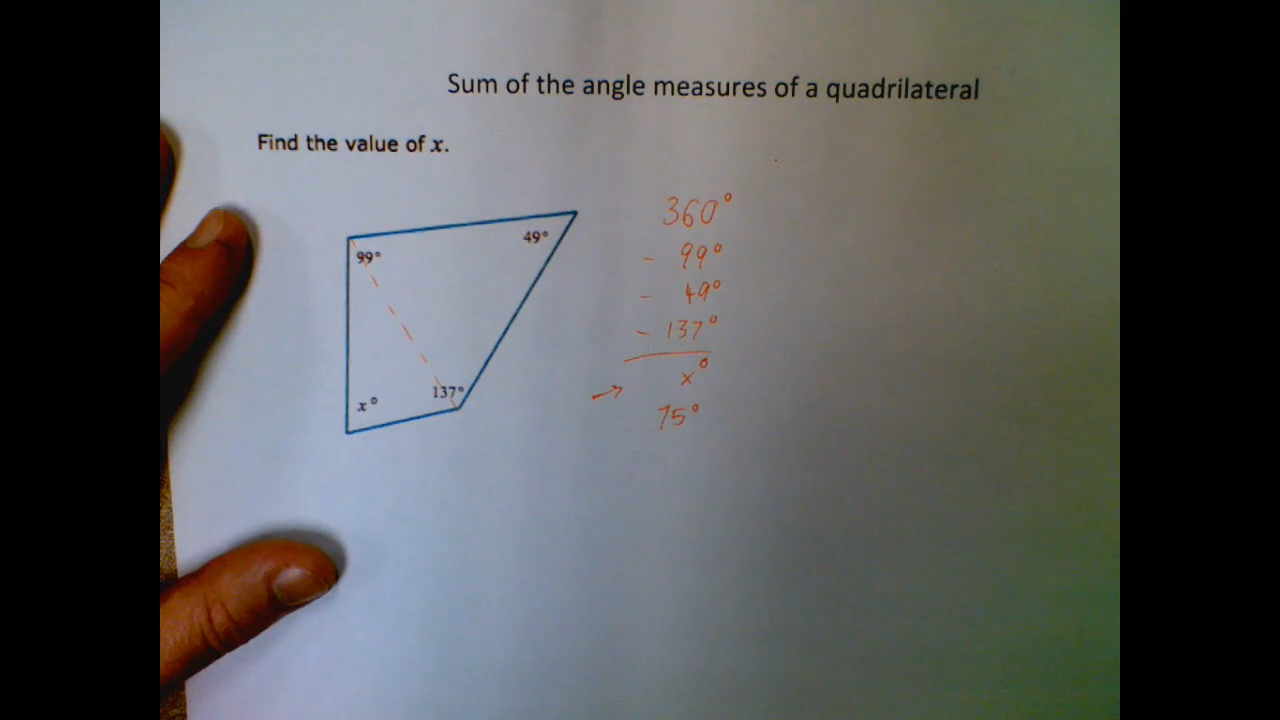 Sum of the angle measures of a quadrilateral
Find the value of x.
99°
49°
137°
x°
360°
- 99°
- 49°
- 137°
x°
→
75°